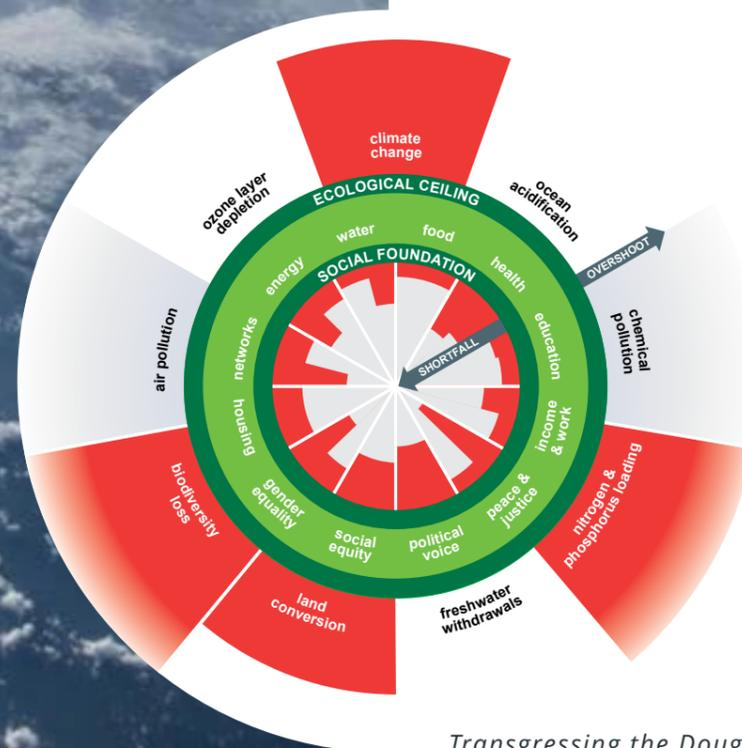 climate
change
ECOLOGICAL CEILING
ozone layer
depletion
ocean
acidification
OVERSHOOT
water
food
energy
health
SOCIAL FOUNDATION
SHORTFALL
networks
education
air pollution
chemical
pollution
housing
income
& work
gender
equality
peace &
justice
social
equity
political
voice
biodiversity
loss
nitrogen &
phosphorus loading
land
conversion
freshwater
withdrawals
Transgressing the Doug